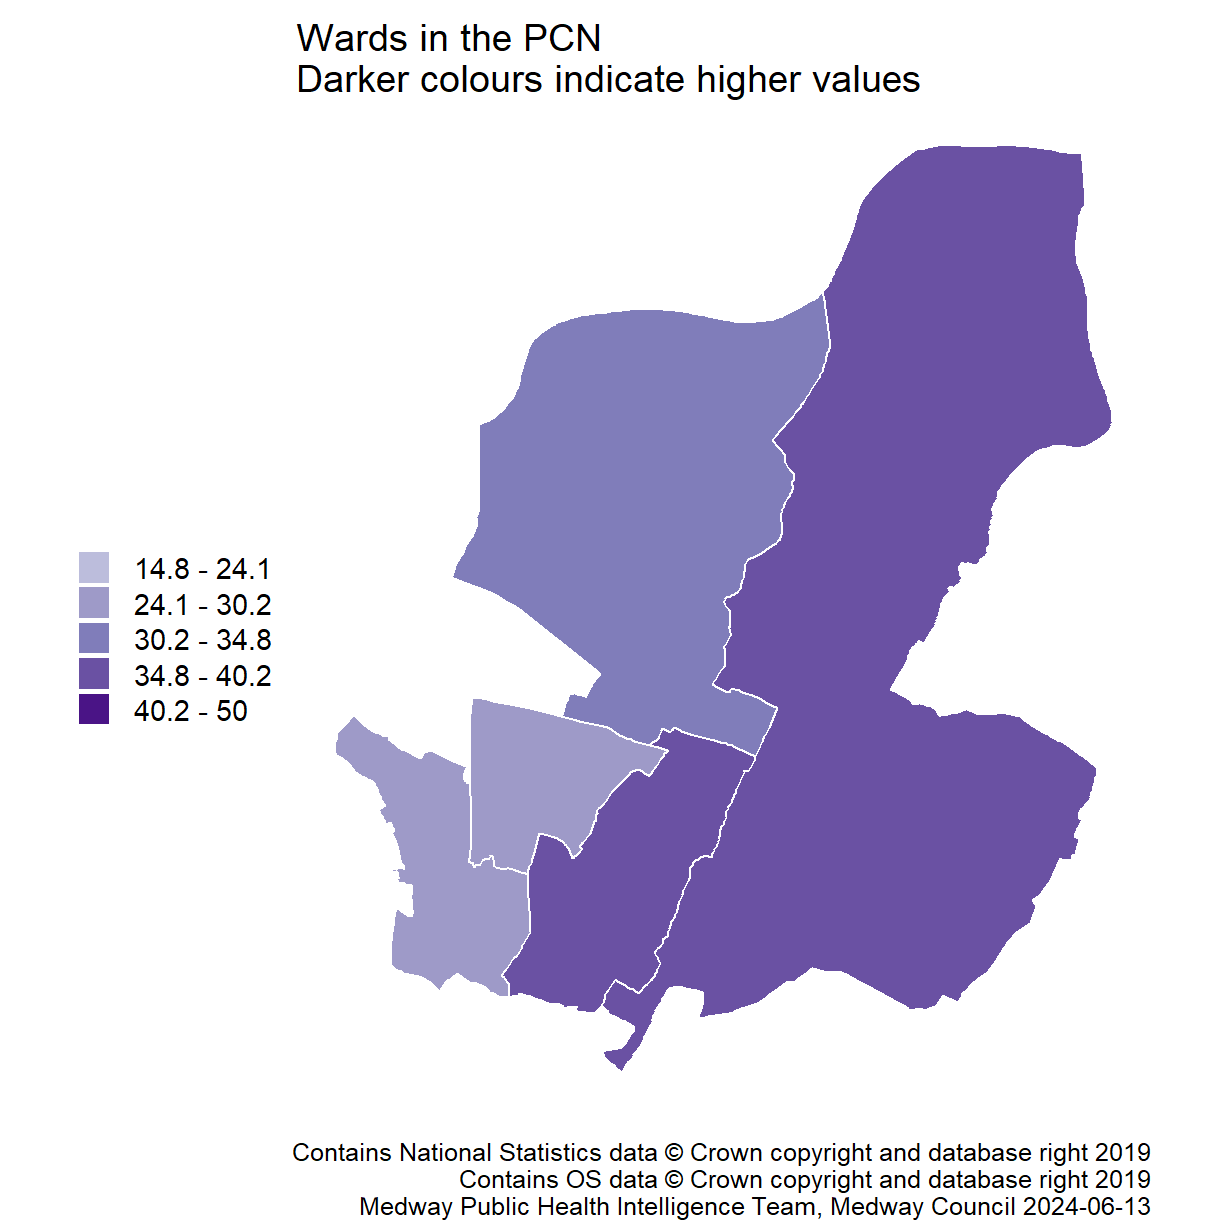 Wards in the PCN
Darker colours indicate higher values
14.8 - 24.1
24.1 - 30.2
30.2 - 34.8
34.8 - 40.2
40.2 - 50
Contains National Statistics data © Crown copyright and database right 2019
Contains OS data © Crown copyright and database right 2019
Medway Public Health Intelligence Team, Medway Council 2024-06-13